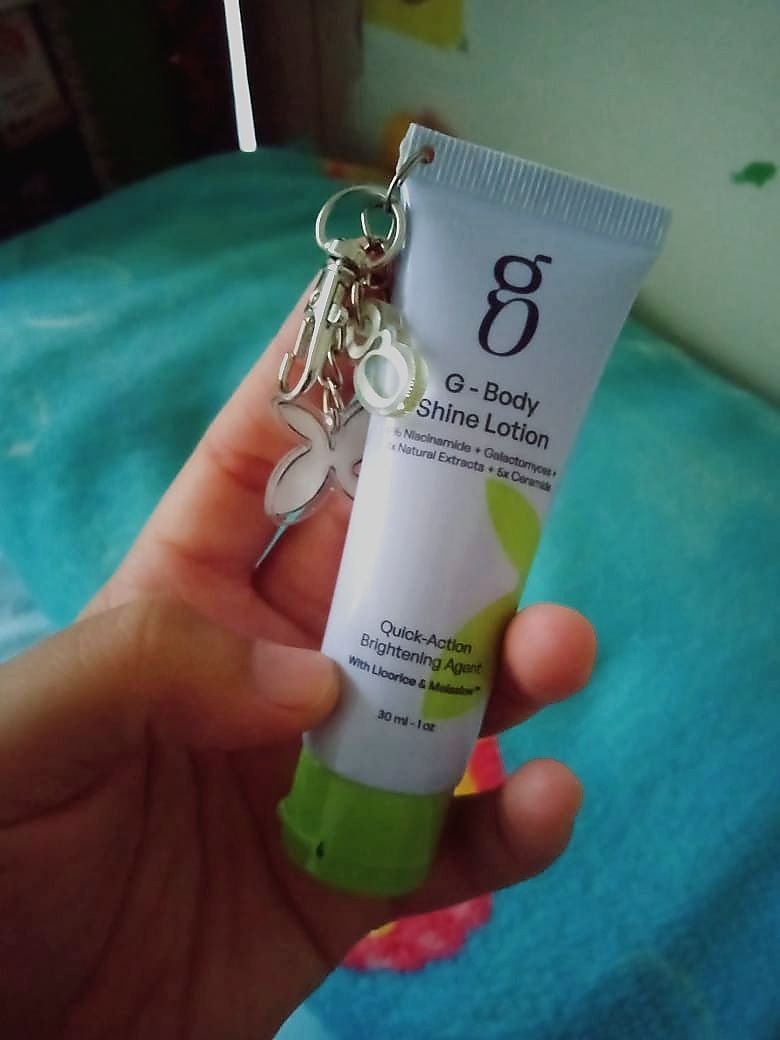 g
G - Body
Shine Lotion
% Niacinamide + Galactomyces +
x Natural Extracts + 5x Ceramide
Quick-Action
Brightening Agent
With Licorice & Melaslow™
30 ml - 1 oz